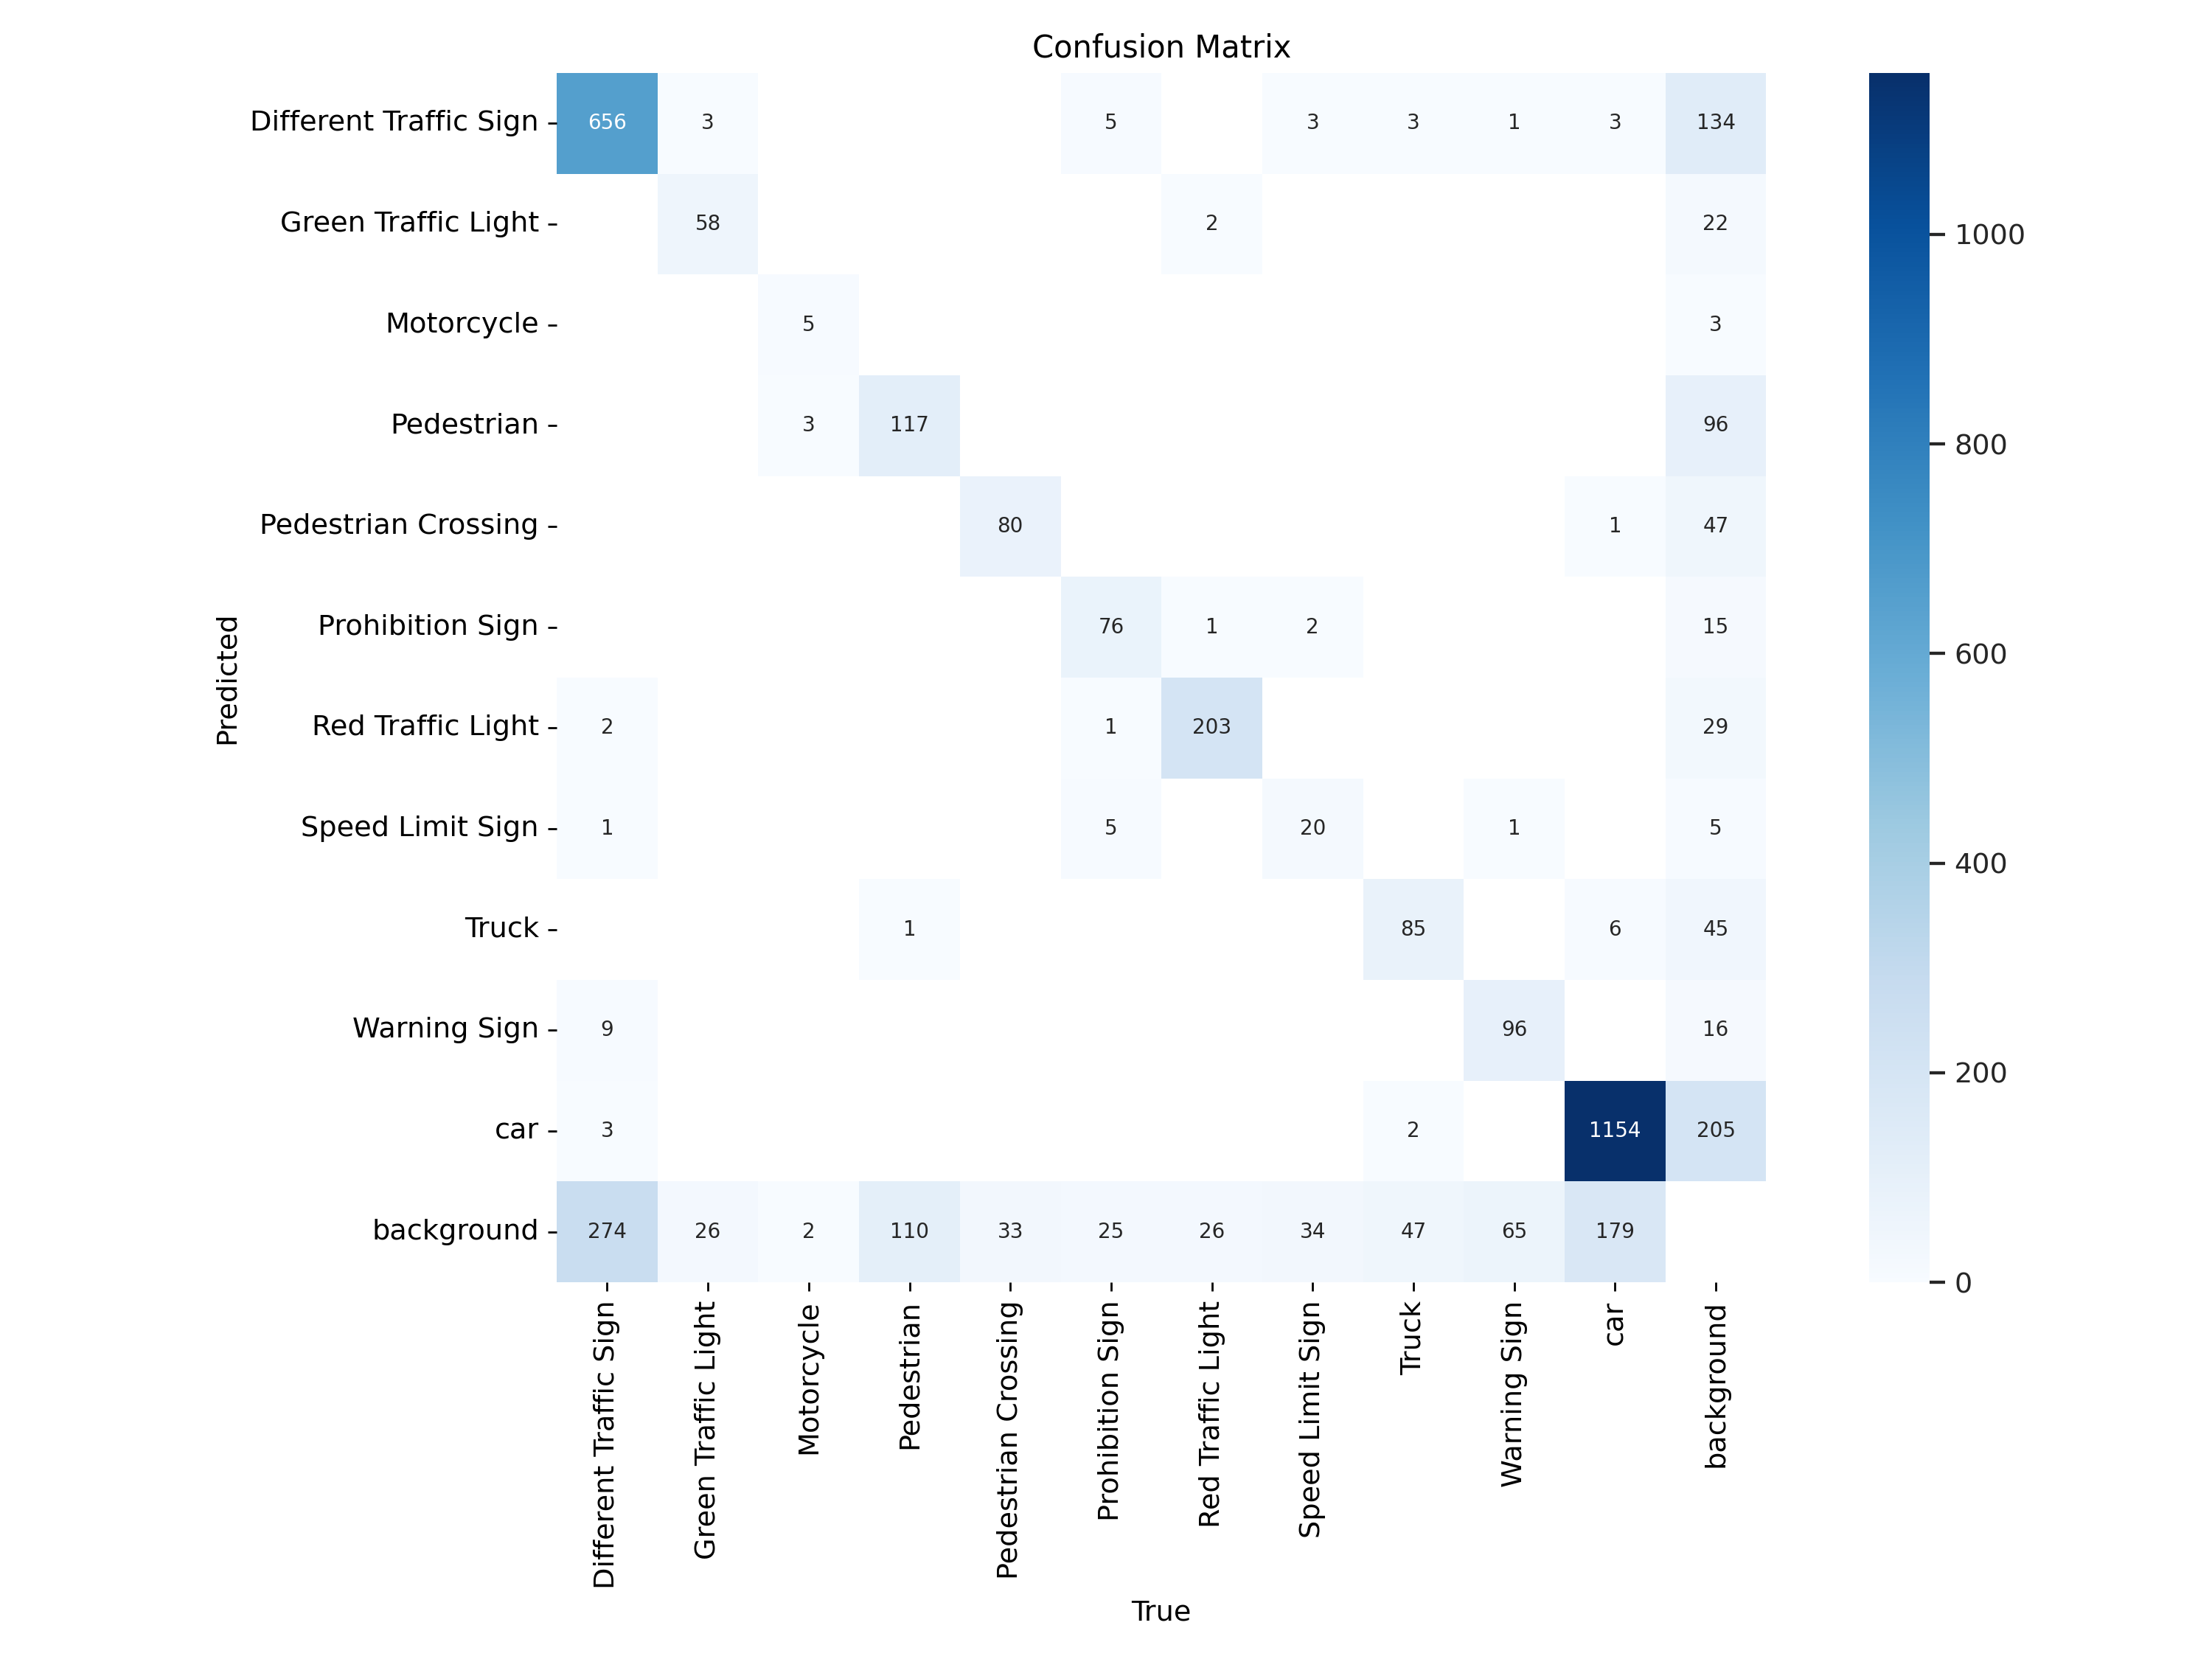 Confusion Matrix
Different Traffic Sign 656 3 5 3 3 1 3 134
Green Traffic Light 58 2 22
1000
Motorcycle 5 3
Pedestrian 3 117 96
800
Pedestrian Crossing 80 1 47
Prohibition Sign 76 1 2 15
600
Predicted
Red Traffic Light 2 1 203 29
Speed Limit Sign 1 5 20 1 5
400
Truck 1 85 6 45
Warning Sign 9 96 16
200
car 3 2 1154 205
background 274 26 2 110 33 25 26 34 47 65 179
0
Different Traffic Sign
Green Traffic Light
Motorcycle
Pedestrian
Pedestrian Crossing
Prohibition Sign
Red Traffic Light
Speed Limit Sign
Truck
Warning Sign
car
background
True